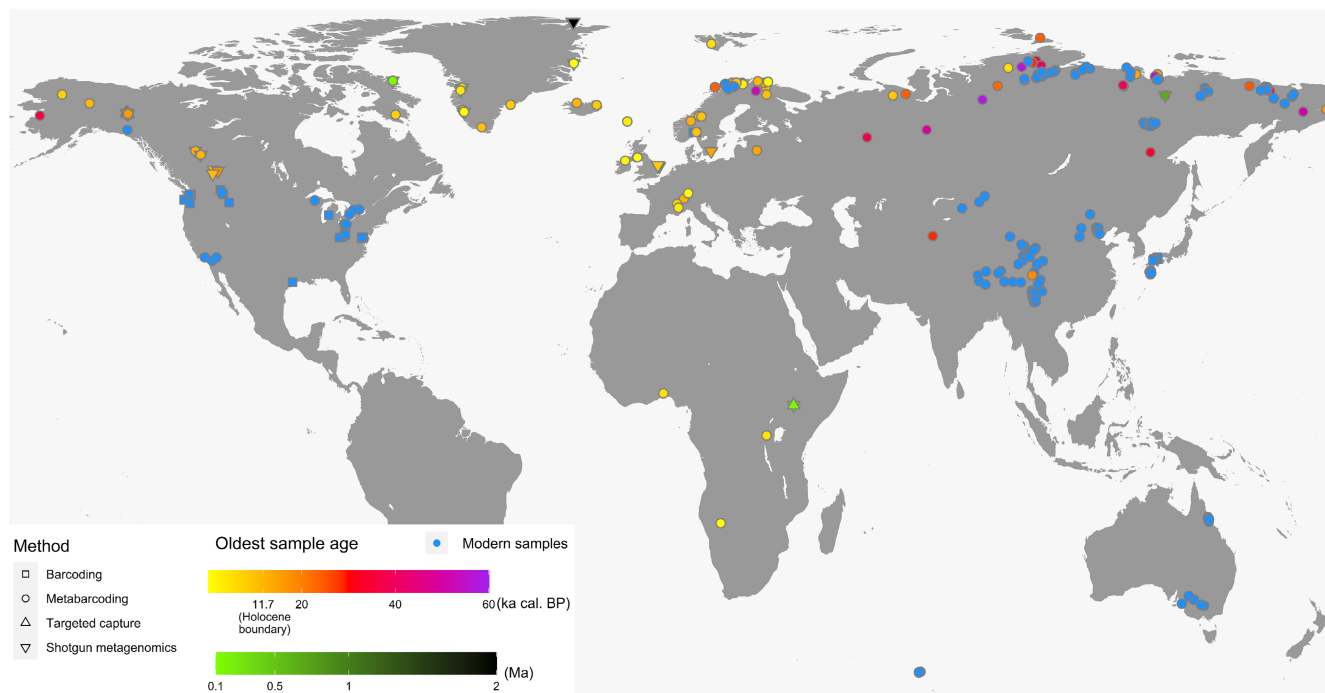 Method
Barcoding
Metabarcoding
Targeted capture
Shotgun metagenomics
Oldest sample age
Modern samples
11.7 20 40 60 (ka cal. BP)
(Holocene
boundary)
(Ma)
0.1 0.5 1 2